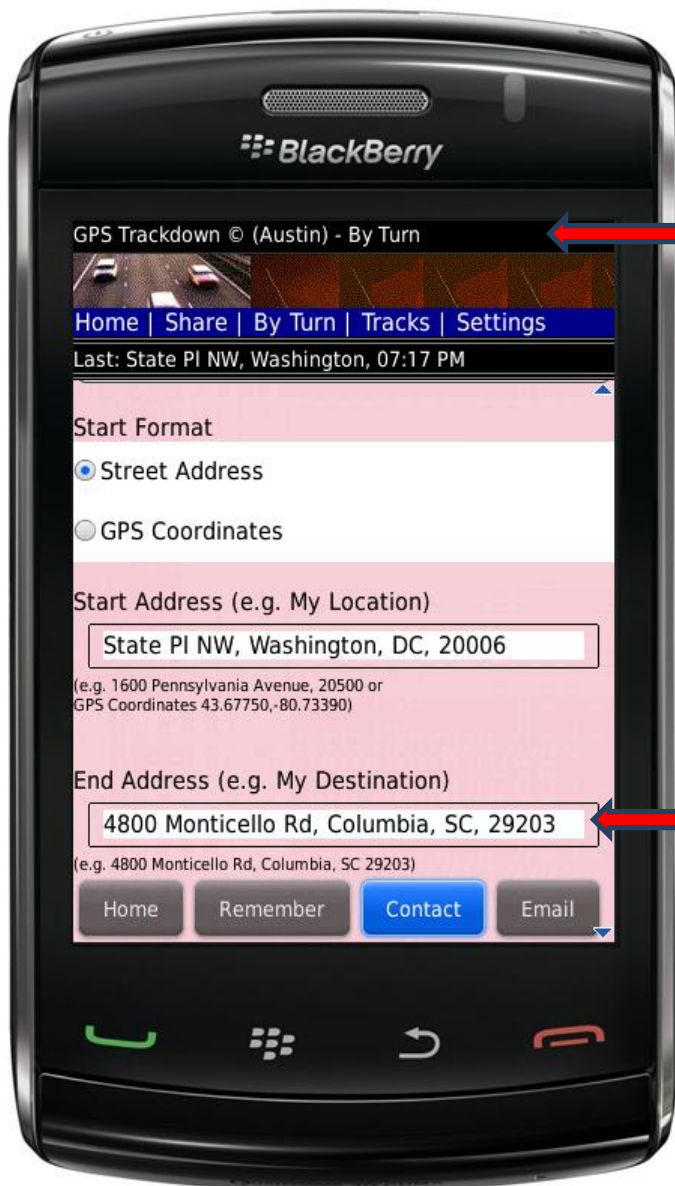 BlackBerry
GPS Trackdown © (Austin) - By Turn
Home | Share | By Turn | Tracks | Settings
Last: State Pl NW, Washington, 07:17 PM
Start Format
Street Address
GPS Coordinates
Start Address (e.g. My Location)
State Pl NW, Washington, DC, 20006
(e.g. 1600 Pennsylvania Avenue, 20500 or
GPS Coordinates 43.67750,-80.73390)
End Address (e.g. My Destination)
4800 Monticello Rd, Columbia, SC, 29203
(e.g. 4800 Monticello Rd, Columbia, SC 29203)
Home Remember Contact Email